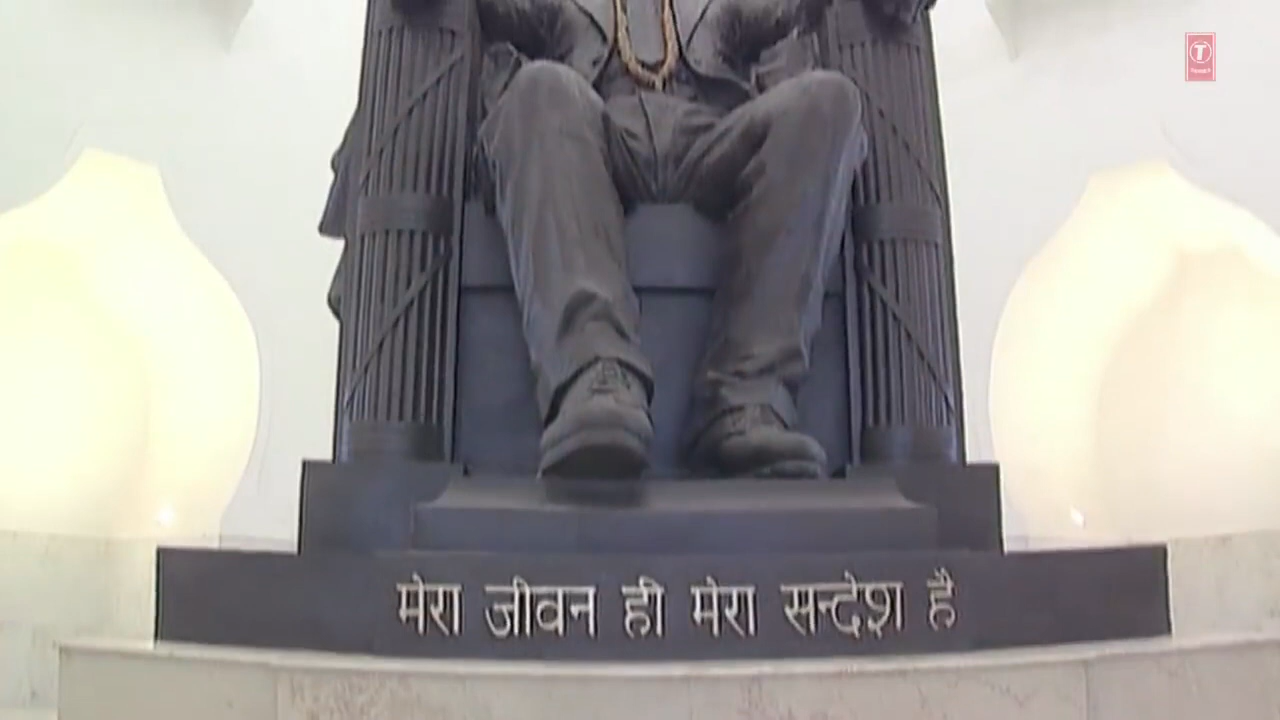 मेरा जीवन ही मेरा सन्देश है